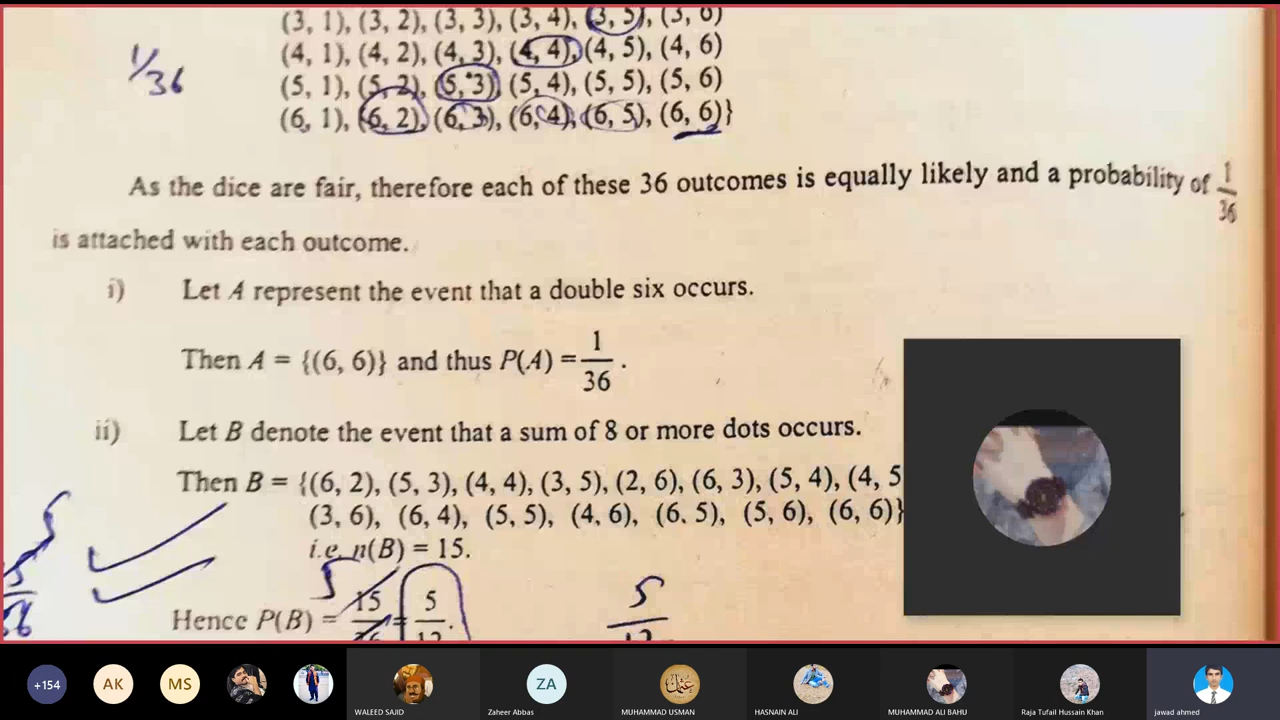 (3, 1), (3, 2), (3, 3), (3, 4), (3, 5), (3, 6)
1/36
(4, 1), (4, 2), (4, 3), (4, 4), (4, 5), (4, 6)
(5, 1), (5, 2), (5, 3), (5, 4), (5, 5), (5, 6)
(6, 1), (6, 2), (6, 3), (6, 4), (6, 5), (6, 6)}
As the dice are fair, therefore each of these 36 outcomes is equally likely and a probability of 1/36
is attached with each outcome.
i) Let A represent the event that a double six occurs.
Then A = {(6, 6)} and thus P(A) = 1/36 .
ii) Let B denote the event that a sum of 8 or more dots occurs.
Then B = {(6, 2), (5, 3), (4, 4), (3, 5), (2, 6), (6, 3), (5, 4), (4, 5
(3, 6), (6, 4), (5, 5), (4, 6), (6, 5), (5, 6), (6, 6)}
i.e. n(B) = 15.
5
Hence P(B) = 15/36 = 5/12.
5/12
+154 AK MS WALEED SAJID ZA Zaheer Abbas MUHAMMAD USMAN HASNAIN ALI MUHAMMAD ALI BAHU Raja Tufail Hussain Khan jawad ahmed